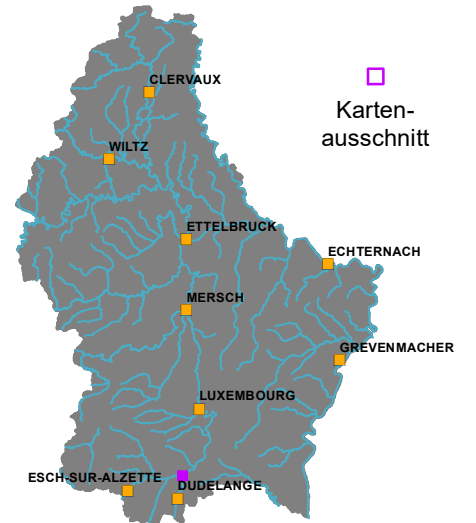 CLERVAUX
Karten-
ausschnitt
WILTZ
ETTELBRUCK
ECHTERNACH
MERSCH
GREVENMACHER
LUXEMBOURG
ESCH-SUR-ALZETTE
DUDELANGE